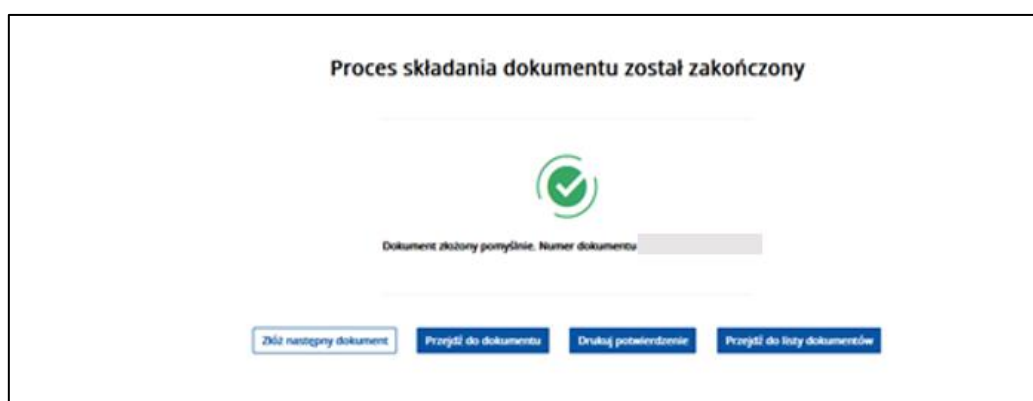 Proces składania dokumentu został zakończony
Dokument złożony pomyślnie. Numer dokumentu
Złóż następny dokument
Przejdź do dokumentu
Drukuj potwierdzenie
Przejdź do listy dokumentów